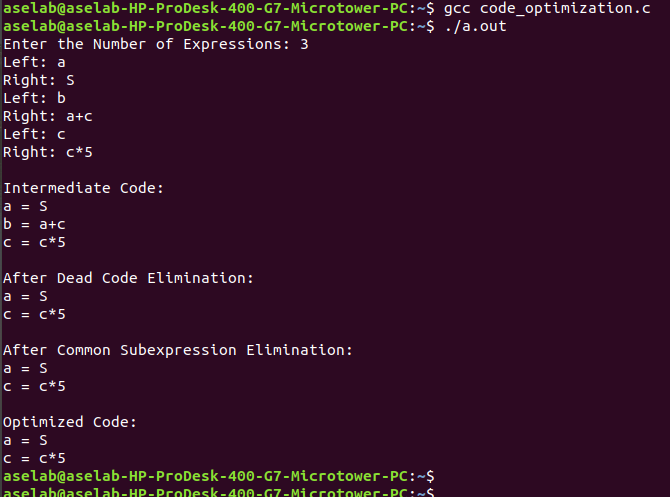 aselab@aselab-HP-ProDesk-400-G7-Microtower-PC:~$ gcc code_optimization.c
aselab@aselab-HP-ProDesk-400-G7-Microtower-PC:~$ ./a.out
Enter the Number of Expressions: 3
Left: a
Right: S
Left: b
Right: a+c
Left: c
Right: c*5
Intermediate Code:
a = S
b = a+c
c = c*5
After Dead Code Elimination:
a = S
c = c*5
After Common Subexpression Elimination:
a = S
c = c*5
Optimized Code:
a = S
c = c*5
aselab@aselab-HP-ProDesk-400-G7-Microtower-PC:~$
aselab@aselab-HP-ProDesk-400-G7-Microtower-PC:~$